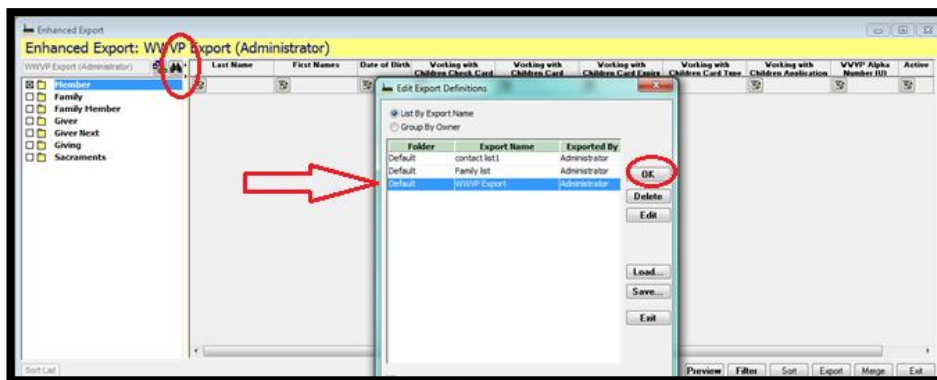 Enhanced Export
Enhanced Export: WWVP Export (Administrator)
WWVP Export (Administrator)
Last Name
First Names
Date of Birth
Working with Children Check Card
Working with Children Card
Working with Children Card Expire
Working with Children Card Type
Working with Children Application
WWVP Alpha Number (U)
Active
Member
Family
Family Member
Giver
Giver Next
Giving
Sacraments
Edit Export Definitions
List By Export Name
Group By Owner
Folder Export Name Exported By
Default contact list1 Administrator
Default Family list Administrator
Default WWVP Export Administrator
OK
Delete
Edit
Load...
Save...
Exit
Sort List
Preview Filter Sort Export Merge Exit